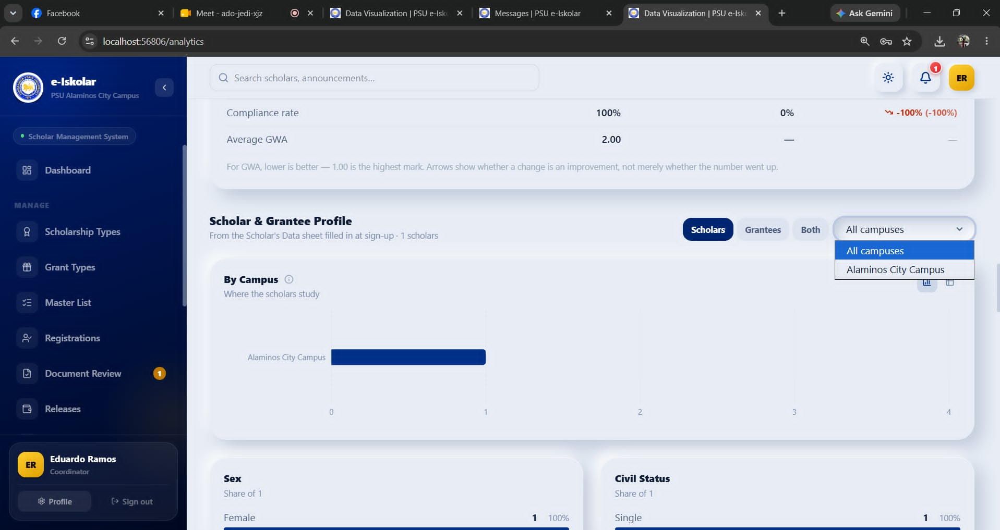 Facebook
Meet - ado-jedi-xjz
Data Visualization | PSU e-Isko
Messages | PSU e-Iskolar
Data Visualization | PSU e-Isko
Ask Gemini
localhost:56806/analytics
e-Iskolar
PSU Alaminos City Campus
Search scholars, announcements...
1
ER
Scholar Management System
Dashboard
MANAGE
Scholarship Types
Grant Types
Master List
Registrations
Document Review 1
Releases
ER
Eduardo Ramos
Coordinator
Profile
Sign out
Compliance rate 100% 0% -100% (-100%)
Average GWA 2.00 — —
For GWA, lower is better — 1.00 is the highest mark. Arrows show whether a change is an improvement, not merely whether the number went up.
Scholar & Grantee Profile
From the Scholar's Data sheet filled in at sign-up · 1 scholars
Scholars
Grantees
Both
All campuses
All campuses
Alaminos City Campus
By Campus
Where the scholars study
Alaminos City Campus
0 1 2 3 4
Sex
Share of 1
Female 1 100%
Civil Status
Share of 1
Single 1 100%